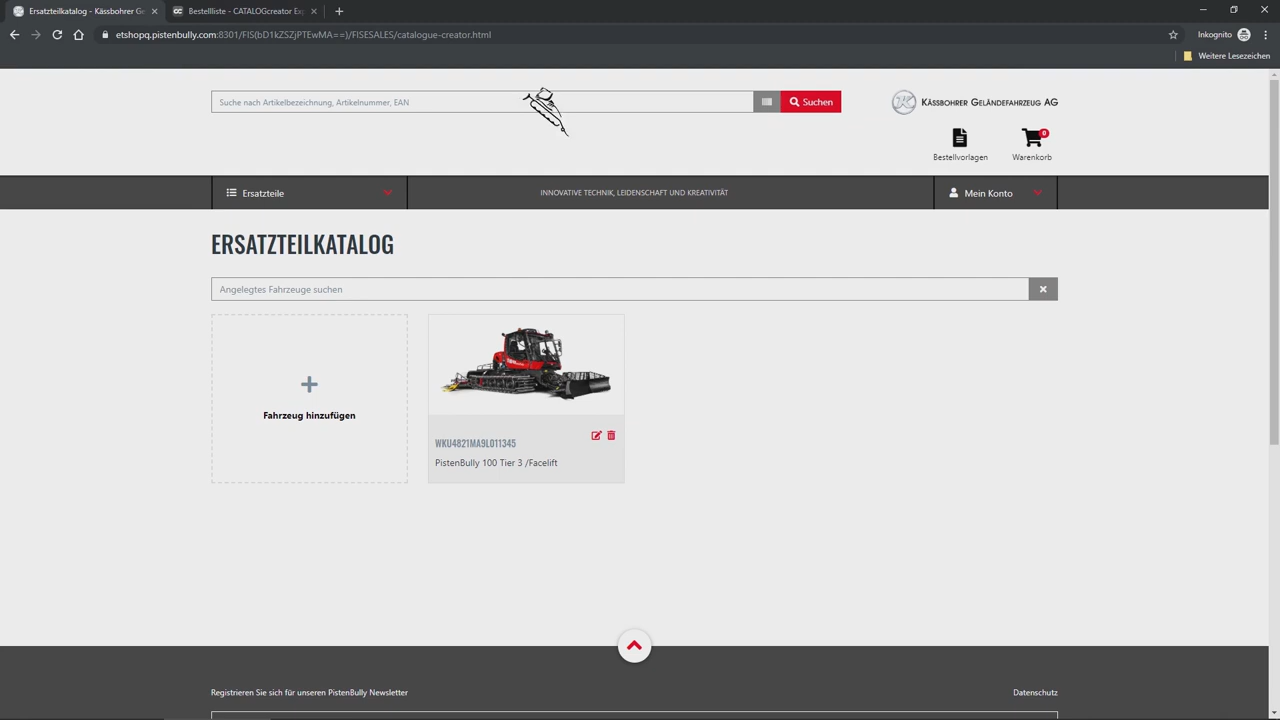 Ersatzteilkatalog - Kässbohrer Ge
Bestellliste - CATALOGcreator Exp
etshopq.pistenbully.com:8301/FIS(bD1kZSZjPTEwMA==)/FISESALES/catalogue-creator.html
Inkognito
Weitere Lesezeichen
Suche nach Artikelbezeichnung, Artikelnummer, EAN
Suchen
KÄSSBOHRER GELÄNDEFAHRZEUG AG
0
Bestellvorlagen
Warenkorb
Ersatzteile
INNOVATIVE TECHNIK, LEIDENSCHAFT UND KREATIVITÄT
Mein Konto
ERSATZTEILKATALOG
Angelegtes Fahrzeuge suchen
Fahrzeug hinzufügen
WKU4821MA9L011345
PistenBully 100 Tier 3 /Facelift
Registrieren Sie sich für unseren PistenBully Newsletter
Datenschutz